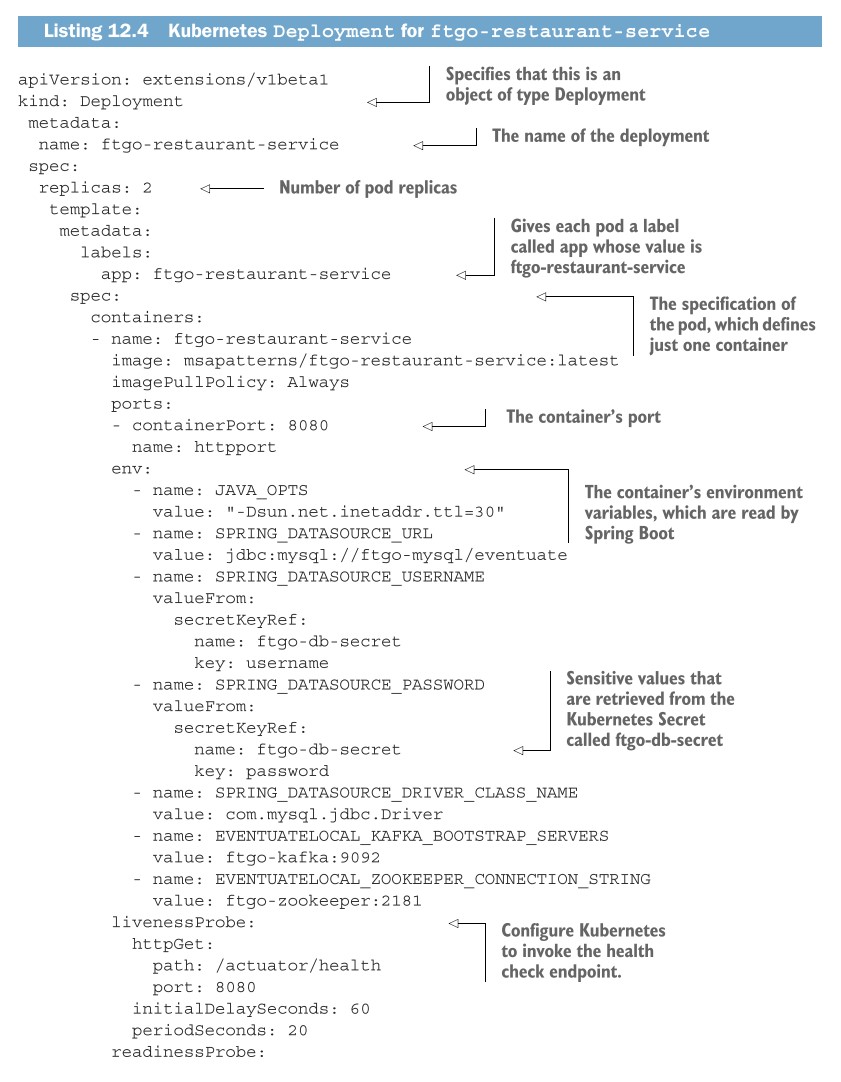 Listing 12.4 Kubernetes Deployment for ftgo-restaurant-service
apiVersion: extensions/v1beta1
kind: Deployment
Specifies that this is an
object of type Deployment
metadata:
name: ftgo-restaurant-service
The name of the deployment
spec:
replicas: 2
Number of pod replicas
template:
metadata:
labels:
app: ftgo-restaurant-service
Gives each pod a label
called app whose value is
ftgo-restaurant-service
spec:
containers:
- name: ftgo-restaurant-service
image: msapatterns/ftgo-restaurant-service:latest
imagePullPolicy: Always
The specification of
the pod, which defines
just one container
ports:
- containerPort: 8080
name: httpport
The container's port
env:
- name: JAVA_OPTS
value: "-Dsun.net.inetaddr.ttl=30"
- name: SPRING_DATASOURCE_URL
value: jdbc:mysql://ftgo-mysql/eventuate
The container's environment
variables, which are read by
Spring Boot
- name: SPRING_DATASOURCE_USERNAME
valueFrom:
secretKeyRef:
name: ftgo-db-secret
key: username
- name: SPRING_DATASOURCE_PASSWORD
valueFrom:
secretKeyRef:
name: ftgo-db-secret
key: password
Sensitive values that
are retrieved from the
Kubernetes Secret
called ftgo-db-secret
- name: SPRING_DATASOURCE_DRIVER_CLASS_NAME
value: com.mysql.jdbc.Driver
- name: EVENTUATELOCAL_KAFKA_BOOTSTRAP_SERVERS
value: ftgo-kafka:9092
- name: EVENTUATELOCAL_ZOOKEEPER_CONNECTION_STRING
value: ftgo-zookeeper:2181
livenessProbe:
httpGet:
path: /actuator/health
port: 8080
Configure Kubernetes
to invoke the health
check endpoint.
initialDelaySeconds: 60
periodSeconds: 20
readinessProbe: